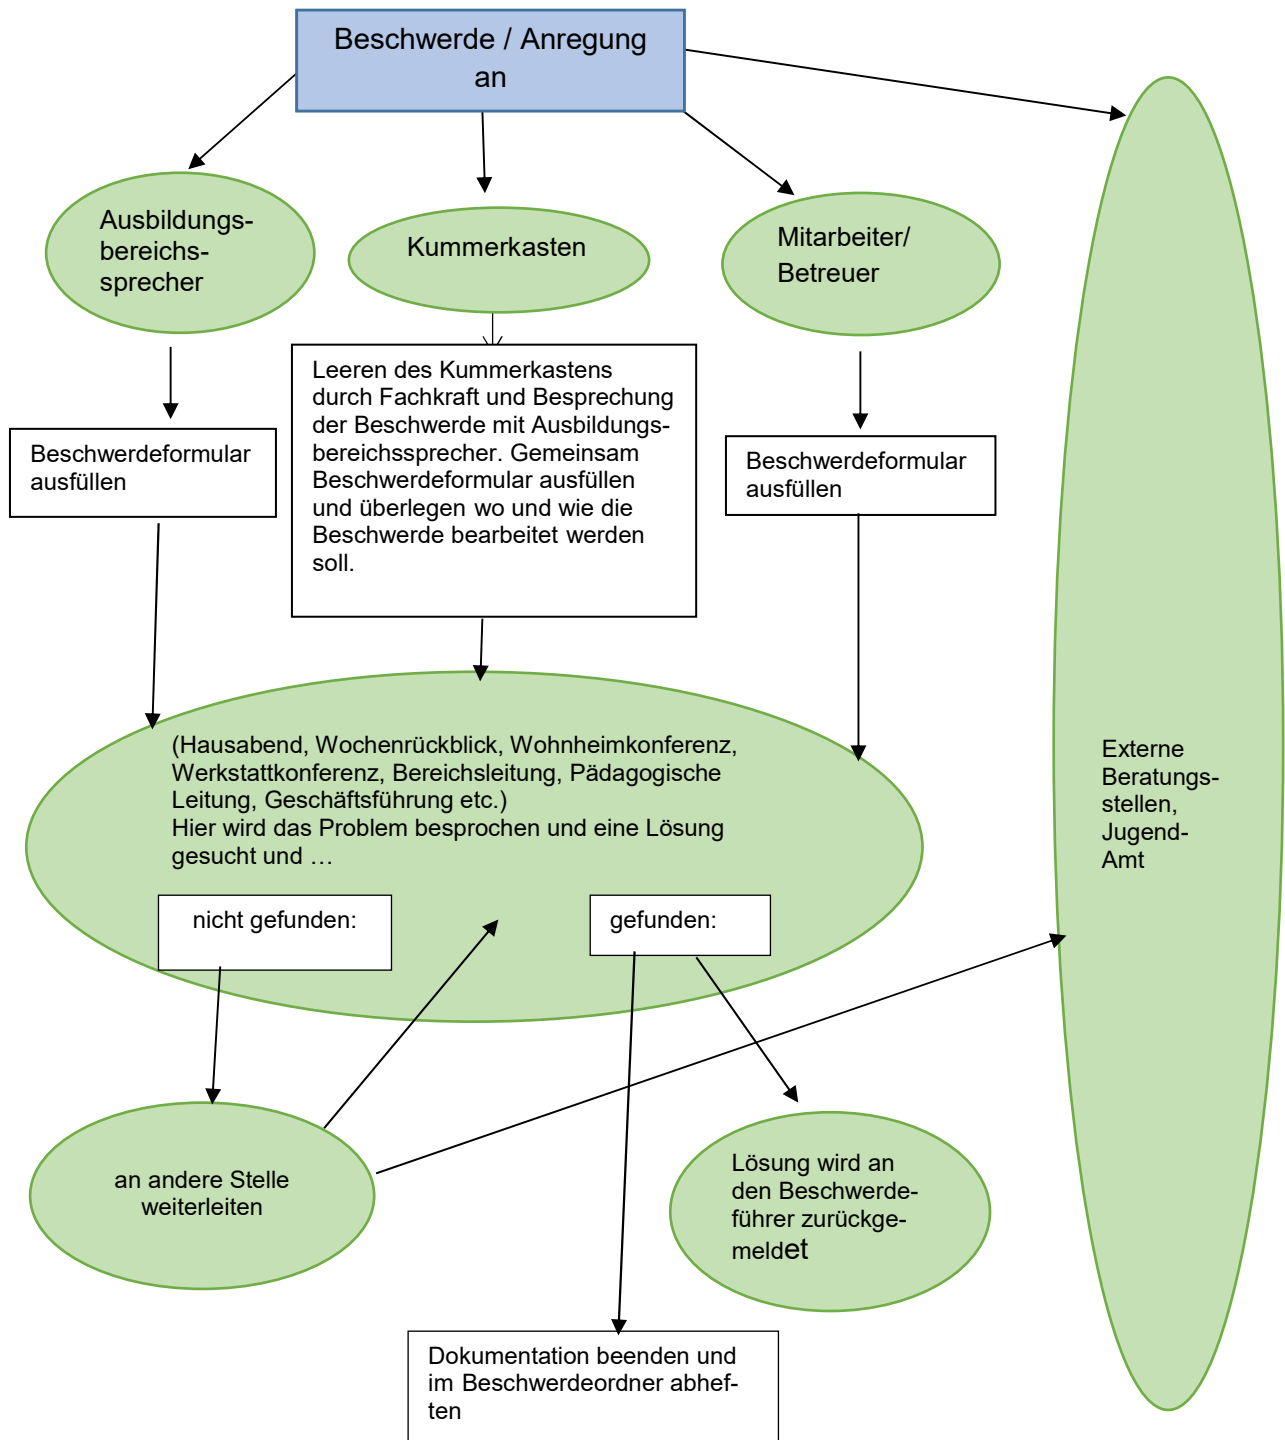 Beschwerde / Anregung
an
Ausbildungs-
bereichs-
sprecher
Kummerkasten
Mitarbeiter/
Betreuer
Beschwerdeformular
ausfüllen
Leeren des Kummerkastens
durch Fachkraft und Besprechung
der Beschwerde mit Ausbildungs-
bereichssprecher. Gemeinsam
Beschwerdeformular ausfüllen
und überlegen wo und wie die
Beschwerde bearbeitet werden
soll.
Beschwerdeformular
ausfüllen
(Hausabend, Wochenrückblick, Wohnheimkonferenz,
Werkstattkonferenz, Bereichsleitung, Pädagogische
Leitung, Geschäftsführung etc.)
Hier wird das Problem besprochen und eine Lösung
gesucht und …
nicht gefunden:
gefunden:
Externe
Beratungs-
stellen,
Jugend-
Amt
an andere Stelle
weiterleiten
Lösung wird an
den Beschwerde-
führer zurückge-
meldet
Dokumentation beenden und
im Beschwerdeordner abhef-
ten